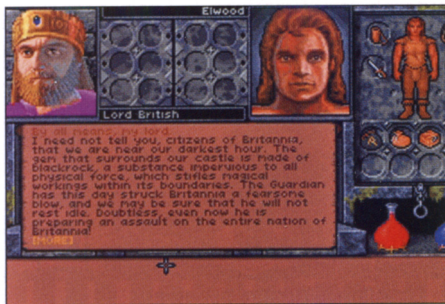 Elwood
Lord British
By all means, my lord.
I need not tell you, citizens of Britannia,
that we are near our darkest hour. The
gem that surrounds our castle is made of
blackrock, a substance impervious to all
physical force, which stifles magical
workings within its boundaries. The Guardian
has this day struck Britannia a fearsome
blow, and we may be sure that he will not
rest idle. Doubtless, even now he is
preparing an assault on the entire nation of
Britannia!
[MORE]